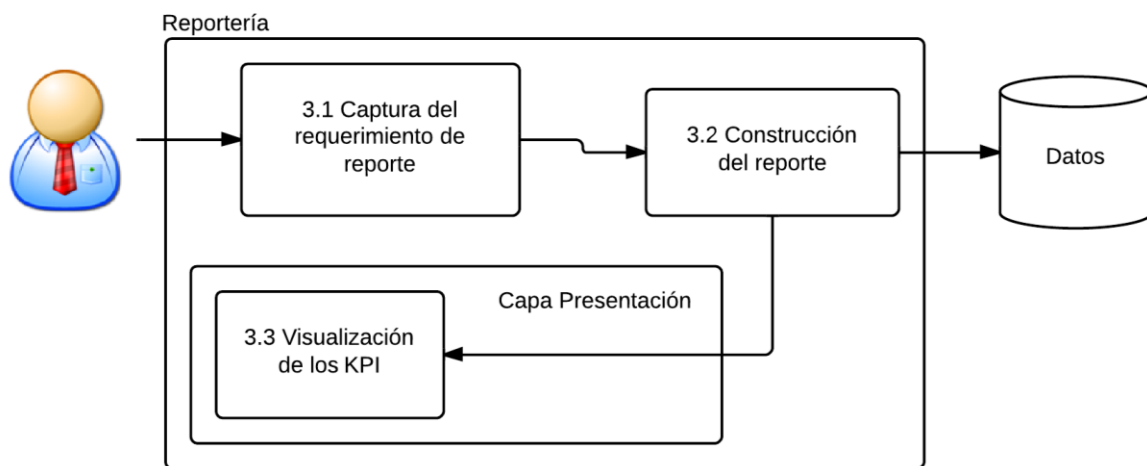 Reportería
3.1 Captura del
requerimiento de
reporte
3.2 Construcción
del reporte
Datos
Capa Presentación
3.3 Visualización
de los KPI